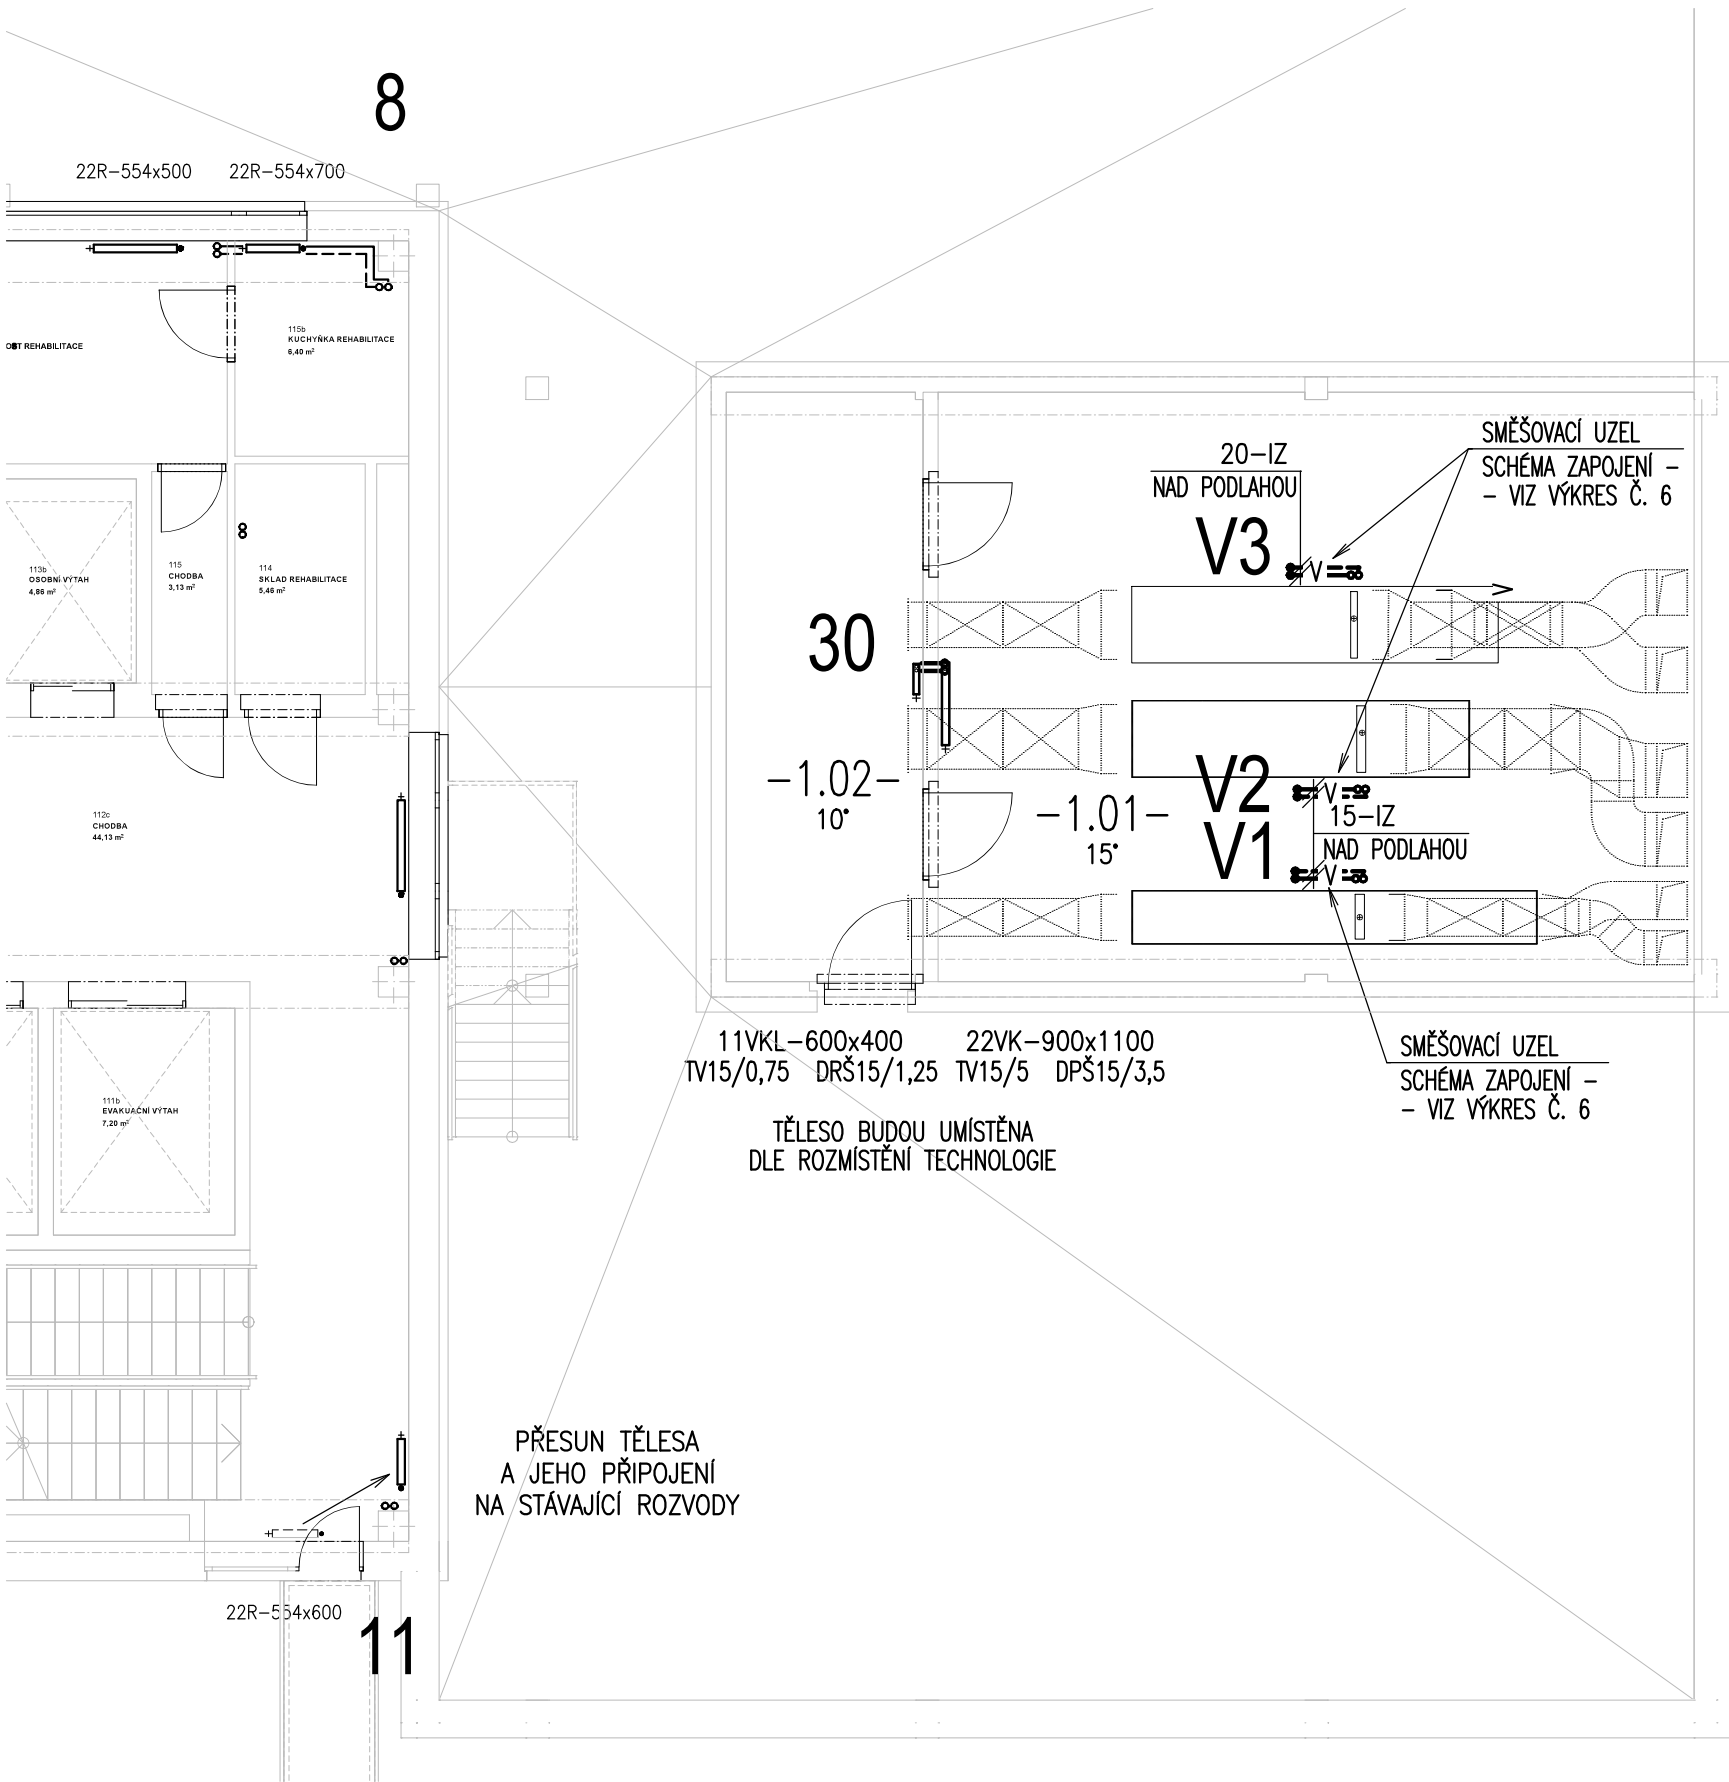 8
22R-554x500
22R-554x700
115b
KUCHYŇKA REHABILITACE
6,40 m²
REHABILITACE
113b
OSOBNÍ VÝTAH
4,86 m²
115
CHODBA
3,13 m²
114
SKLAD REHABILITACE
5,46 m²
112c
CHODBA
44,13 m²
111b
EVAKUAČNÍ VÝTAH
7,20 m²
20-IZ
NAD PODLAHOU
SMĚŠOVACÍ UZEL
SCHÉMA ZAPOJENÍ -
- VIZ VÝKRES Č. 6
V3
V
30
-1.02-
10°
-1.01-
15°
V2
V
15-IZ
NAD PODLAHOU
V1
V
11VKL-600x400
TV15/0,75 DRŠ15/1,25
22VK-900x1100
TV15/5 DPŠ15/3,5
TĚLESO BUDOU UMÍSTĚNA
DLE ROZMÍSTĚNÍ TECHNOLOGIE
SMĚŠOVACÍ UZEL
SCHÉMA ZAPOJENÍ -
- VIZ VÝKRES Č. 6
PŘESUN TĚLESA
A JEHO PŘIPOJENÍ
NA STÁVAJÍCÍ ROZVODY
22R-554x600
11